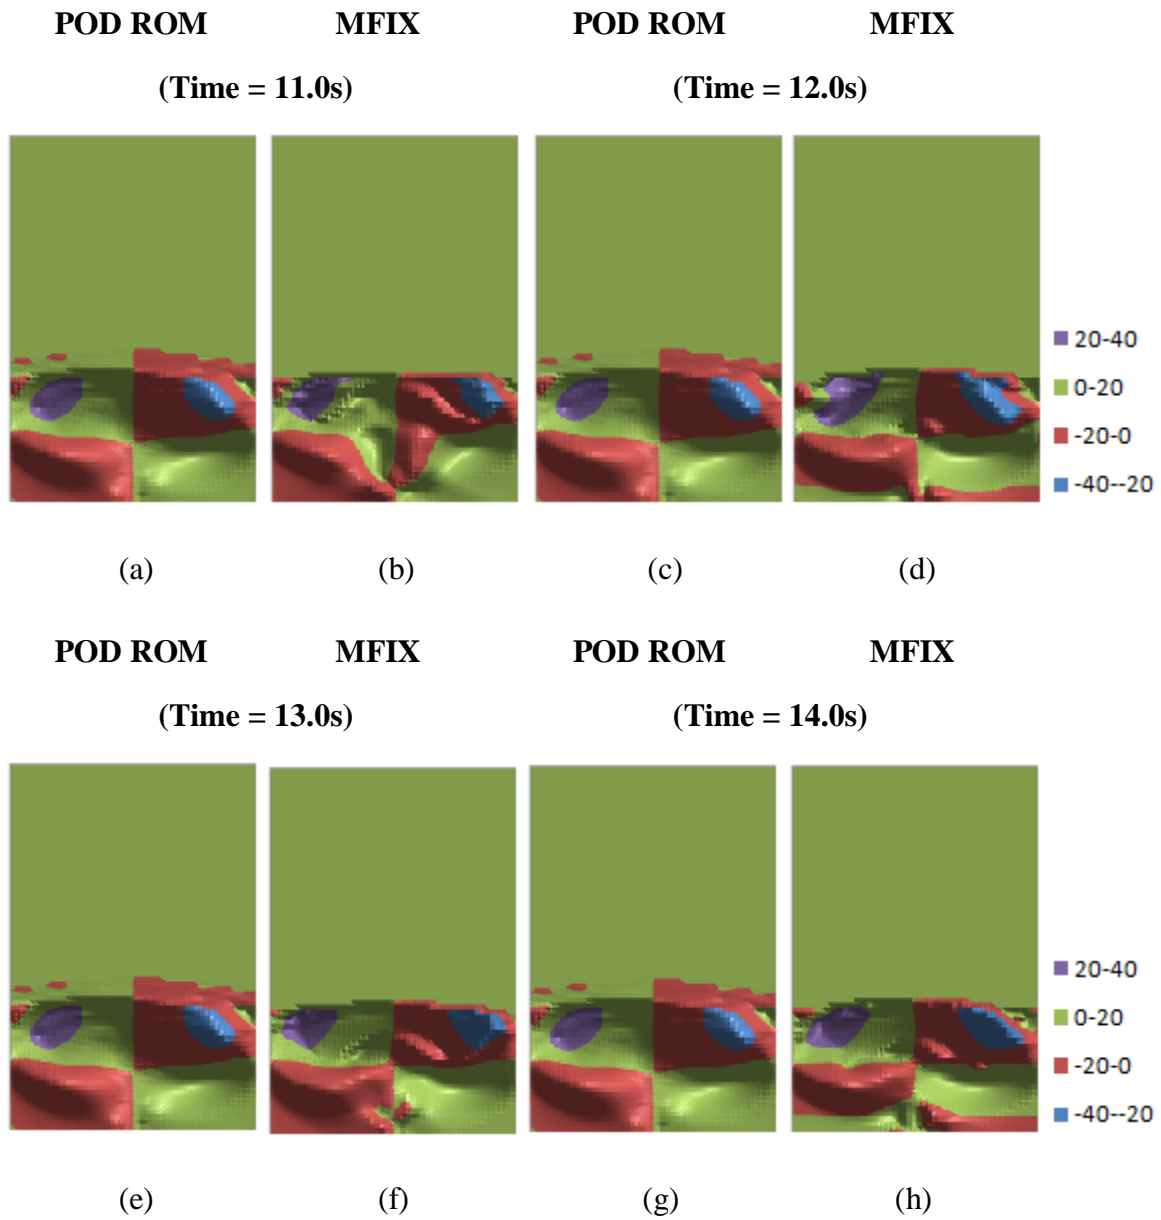 POD ROM MFIX POD ROM MFIX
(Time = 11.0s) (Time = 12.0s)
20-40
0-20
-20-0
-40--20
(a) (b) (c) (d)
POD ROM MFIX POD ROM MFIX
(Time = 13.0s) (Time = 14.0s)
20-40
0-20
-20-0
-40--20
(e) (f) (g) (h)